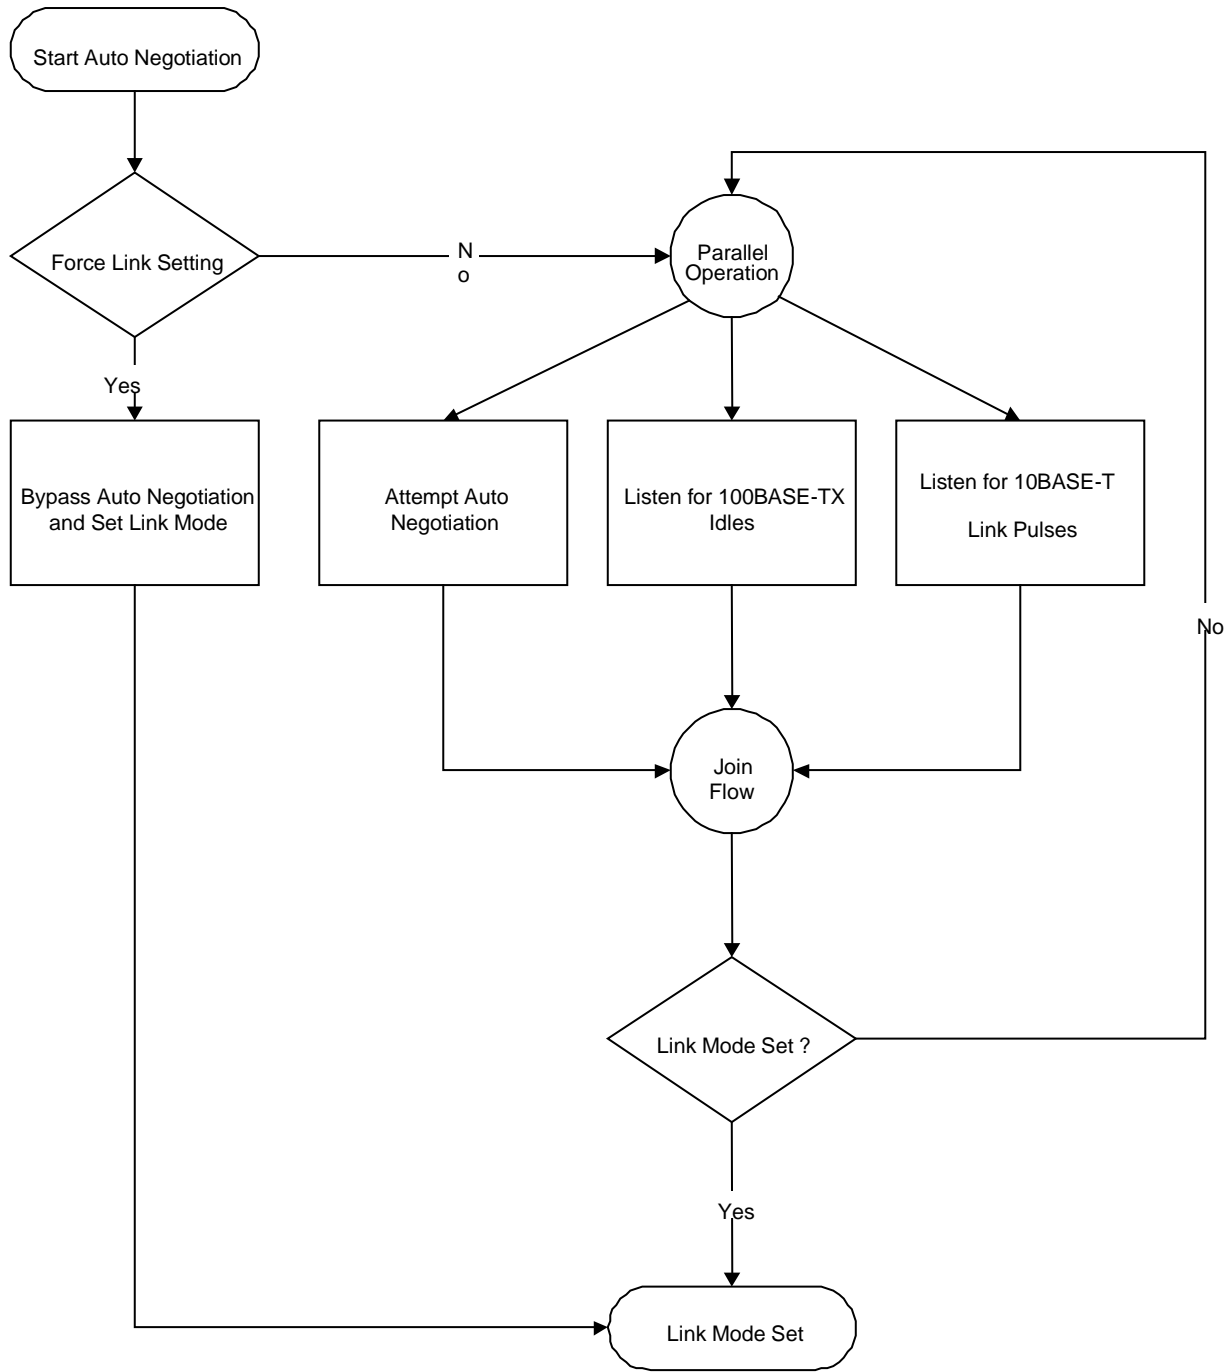 Start Auto Negotiation
Force Link Setting
N
o
Parallel
Operation
Yes
Bypass Auto Negotiation
and Set Link Mode
Attempt Auto
Negotiation
Listen for 100BASE-TX
Idles
Listen for 10BASE-T
Link Pulses
No
Join
Flow
Link Mode Set ?
Yes
Link Mode Set